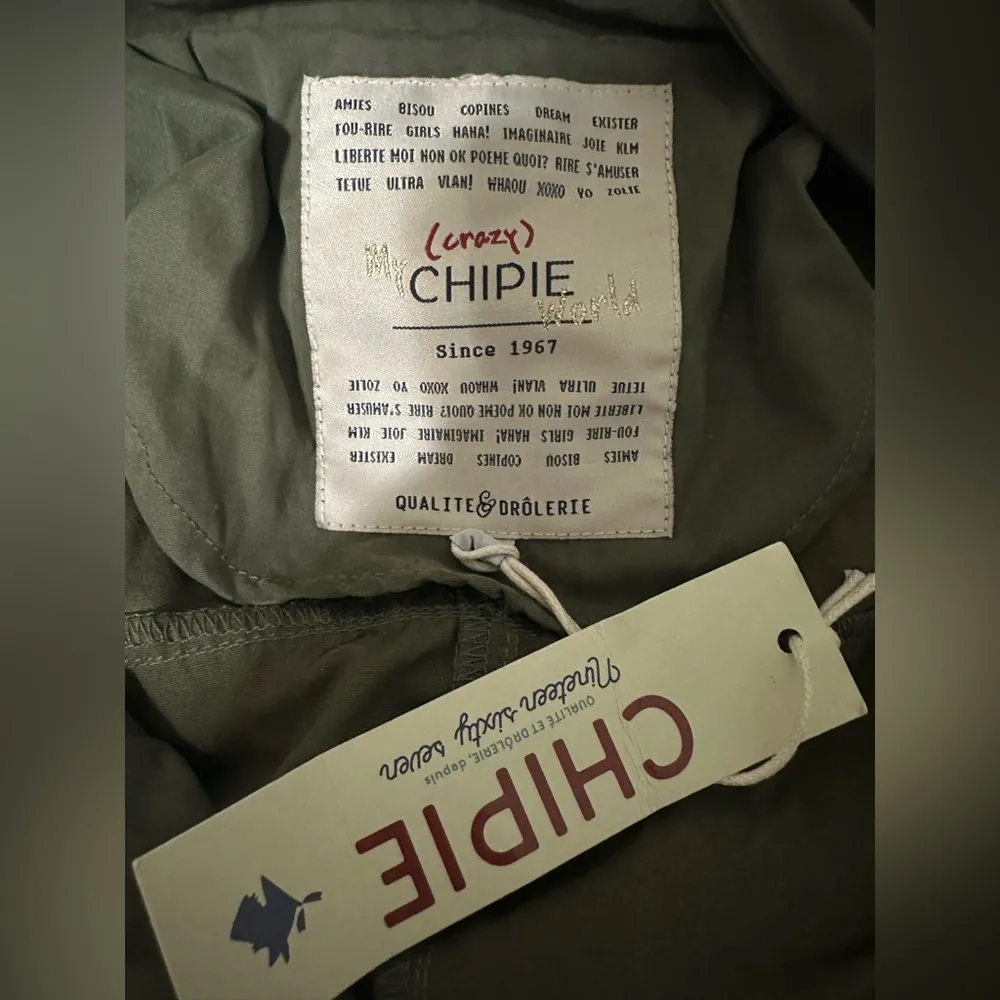 AMIES BISOU COPINES DREAM EXISTER
FOU-RIRE GIRLS HAHA! IMAGINAIRE JOIE KLM
LIBERTE MOI NON OK POEME QUOI? RIRE S'AMUSER
TETUE ULTRA VLAN! WHAOU XOXO YO ZOLIE
(crazy)
My CHIPIE
World
Since 1967
TETUE ULTRA VLAN! WHAOU XOXO YO ZOLIE
LIBERTE MOI NON OK POEME QUOI? RIRE S'AMUSER
FOU-RIRE GIRLS HAHA! IMAGINAIRE JOIE KLM
AMIES BISOU COPINES DREAM EXISTER
QUALITE & DRÔLERIE
CHIPIE
QUALITÉ ET DRÔLERIE, depuis
Nineteen sixty seven